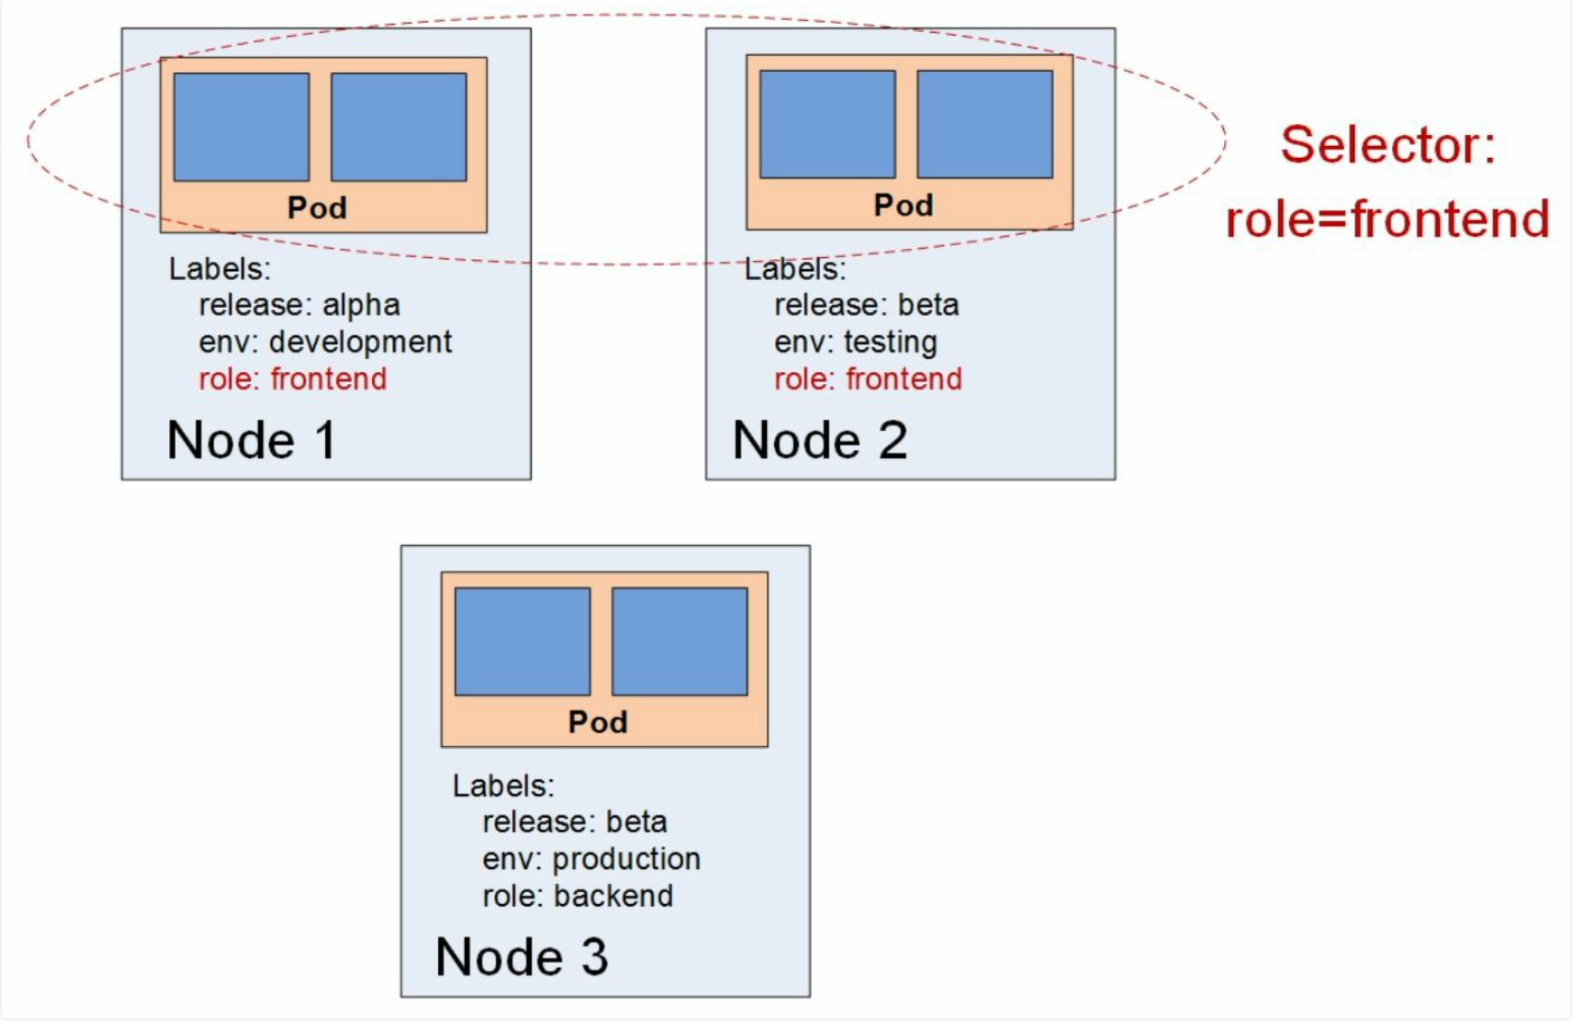 Pod
Labels:
release: alpha
env: development
role: frontend
Node 1
Pod
Labels:
release: beta
env: testing
role: frontend
Node 2
Selector:
role=frontend
Pod
Labels:
release: beta
env: production
role: backend
Node 3